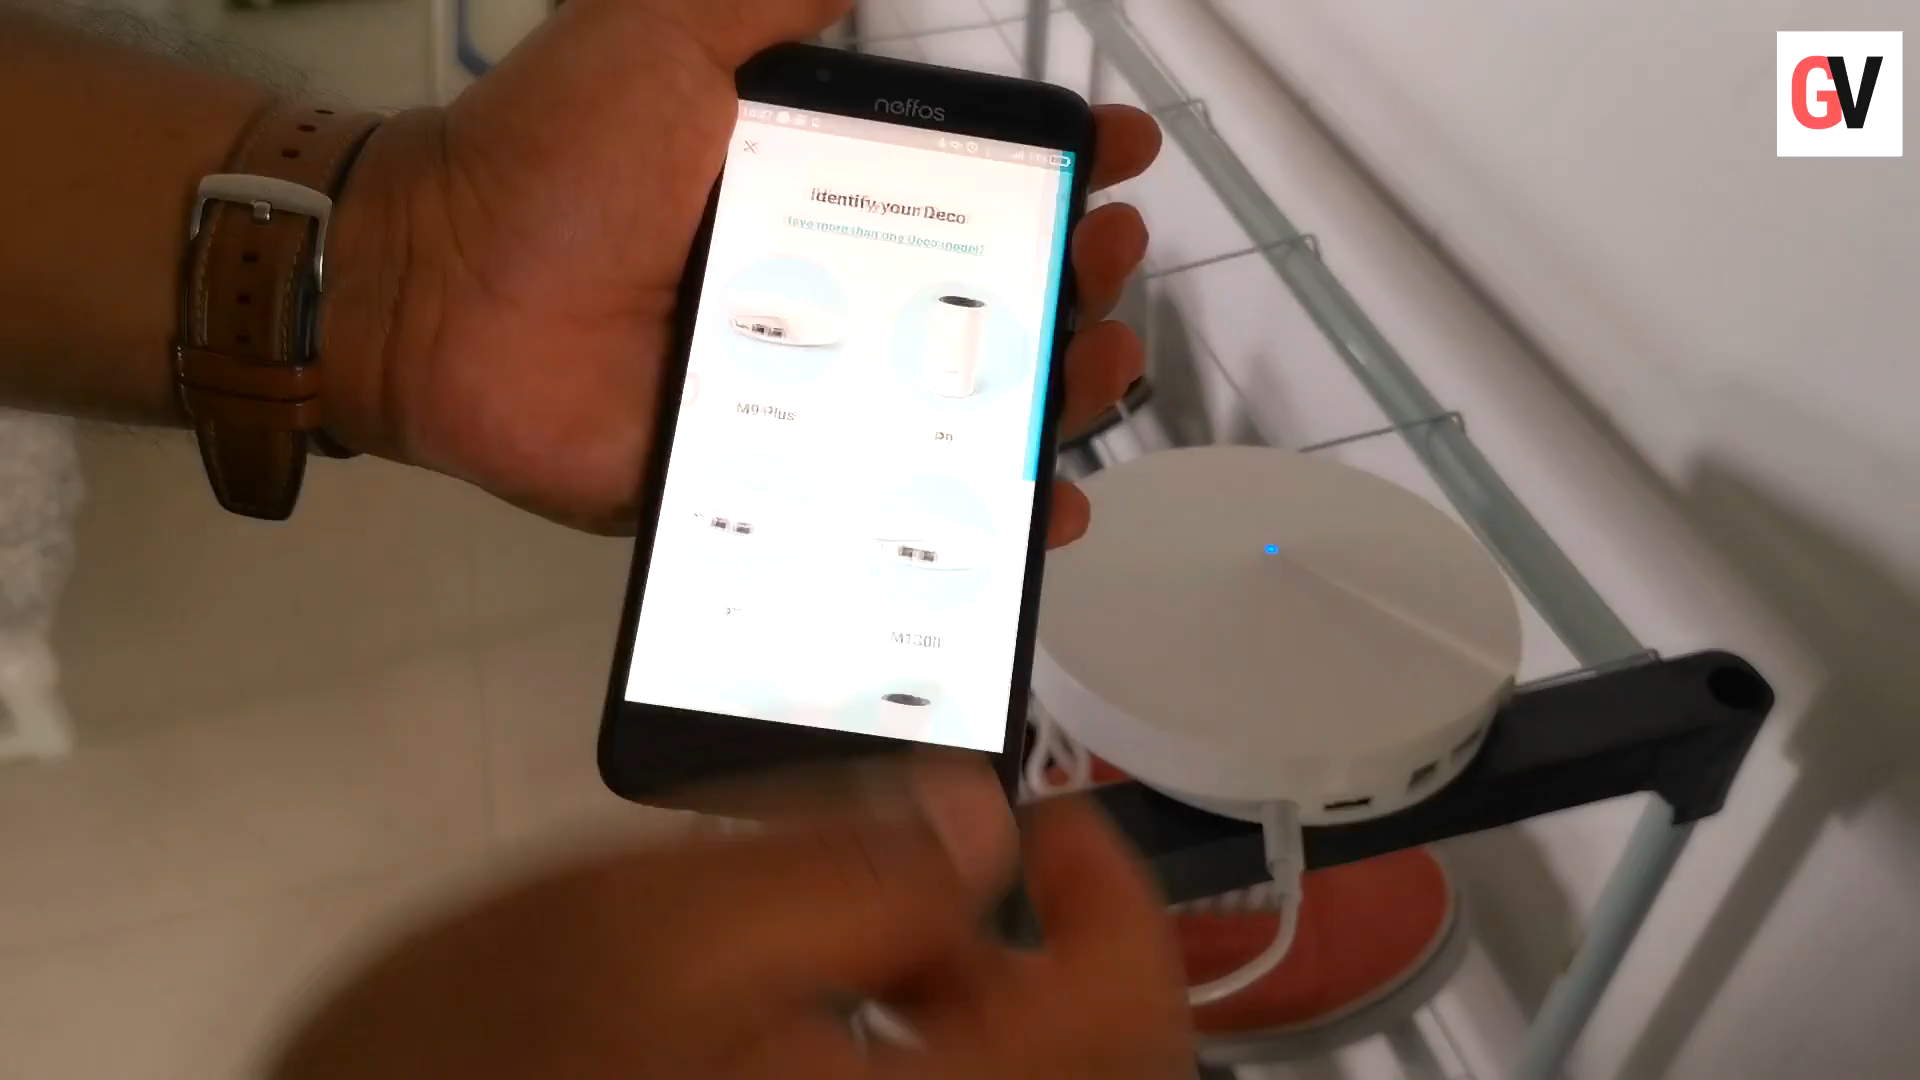 GV
neffos
Identify your Deco
Have more than one Deco model?
M9 Plus
M1300